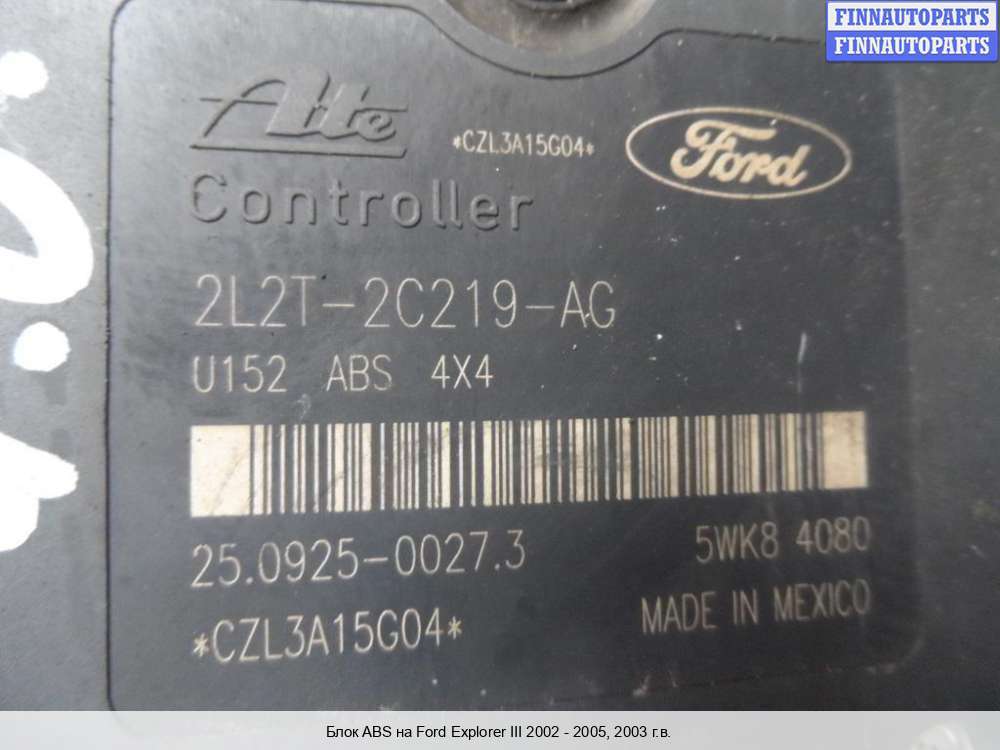 FINNAUTOPARTS
FINNAUTOPARTS
Ate
*CZL3A15G04*
Ford
Controller
2L2T-2C219-AG
U152 ABS 4X4
25.0925-0027.3
5WK8 4080
*CZL3A15G04*
MADE IN MEXICO
Блок ABS на Ford Explorer III 2002 - 2005, 2003 г.в.